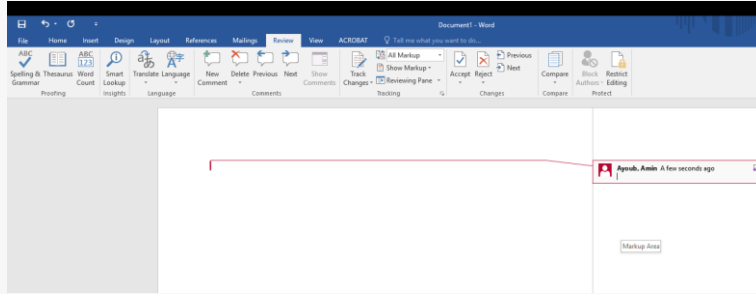 Document1 - Word
File Home Insert Design Layout References Mailings Review View ACROBAT Tell me what you want to do...
ABC ABC 123 All Markup Previous
Spelling & Thesaurus Word Smart Translate Language New Delete Previous Next Show Track Show Markup Accept Reject Next Compare Block Restrict
Grammar Count Lookup Comment Comments Changes Reviewing Pane Authors Editing
Proofing Insights Language Comments Tracking Changes Compare Protect
Ayoub, Amin A few seconds ago
Markup Area